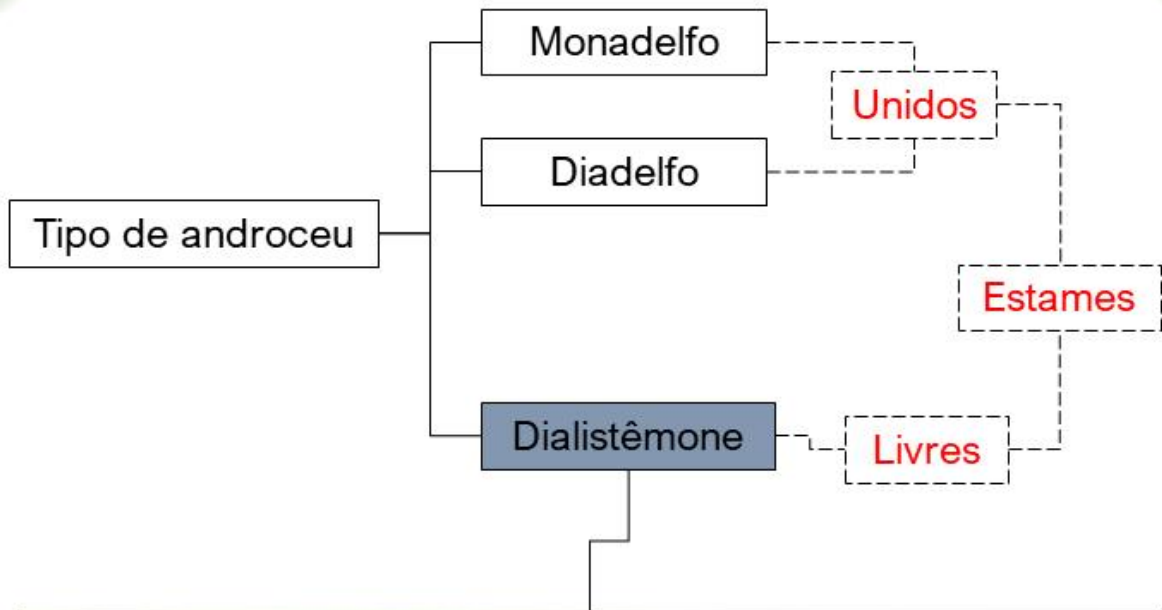 Monadelfo
Unidos
Diadelfo
Tipo de androceu
Estames
Dialistêmone
Livres